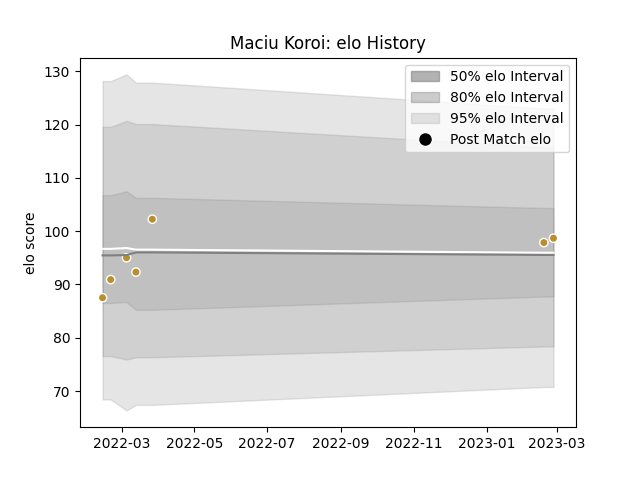 Maciu Koroi: elo History
130
120
110
100
90
80
70
elo score
50% elo Interval
80% elo Interval
95% elo Interval
Post Match elo
2022-03
2022-05
2022-07
2022-09
2022-11
2023-01
2023-03